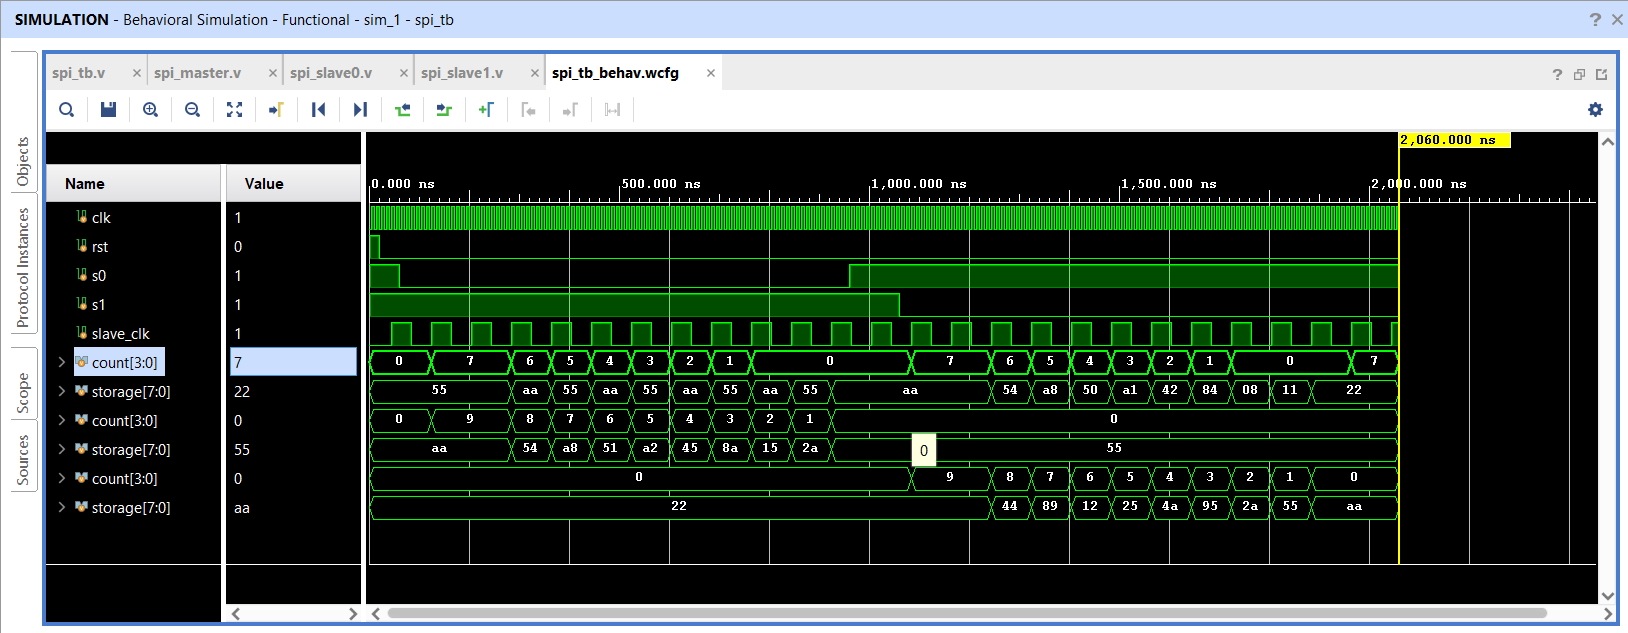 SIMULATION - Behavioral Simulation - Functional - sim_1 - spi_tb
? ×
spi_tb.v × spi_master.v × spi_slave0.v × spi_slave1.v × spi_tb_behav.wcfg ×
?
Objects
Protocol Instances
Scope
Sources
2,060.000 ns
Name Value 0.000 ns 500.000 ns 1,000.000 ns 1,500.000 ns 2,000.000 ns
clk 1
rst 0
s0 1
s1 1
slave_clk 1
count[3:0] 7 0 7 6 5 4 3 2 1 0 7 6 5 4 3 2 1 0 7
storage[7:0] 22 55 aa 55 aa 55 aa 55 aa 55 aa 54 a8 50 a1 42 84 08 11 22
count[3:0] 0 0 9 8 7 6 5 4 3 2 1 0
storage[7:0] 55 aa 54 a8 51 a2 45 8a 15 2a 0 55
count[3:0] 0 0 9 8 7 6 5 4 3 2 1 0
storage[7:0] aa 22 44 89 12 25 4a 95 2a 55 aa